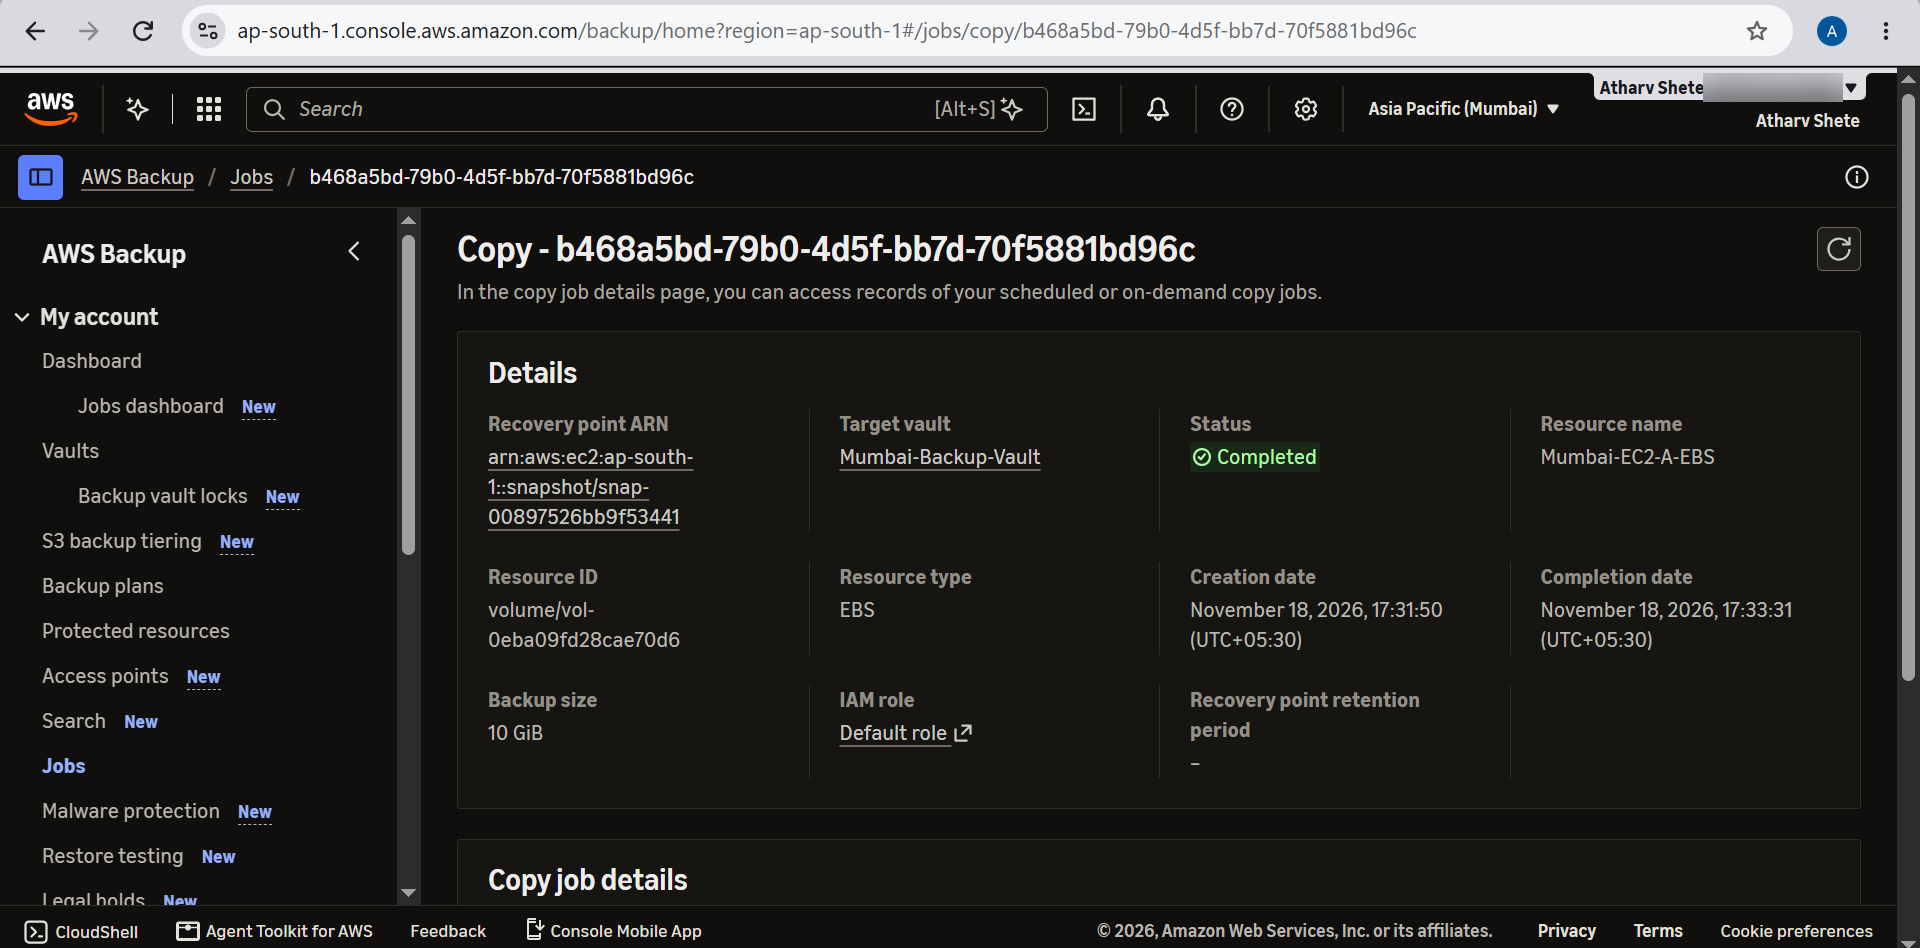 ap-south-1.console.aws.amazon.com/backup/home?region=ap-south-1#/jobs/copy/b468a5bd-79b0-4d5f-bb7d-70f5881bd96c
A
aws
Search [Alt+S]
Asia Pacific (Mumbai)
Atharv Shete
Atharv Shete
AWS Backup / Jobs / b468a5bd-79b0-4d5f-bb7d-70f5881bd96c
AWS Backup
My account
Dashboard
Jobs dashboard New
Vaults
Backup vault locks New
S3 backup tiering New
Backup plans
Protected resources
Access points New
Search New
Jobs
Malware protection New
Restore testing New
Legal holds New
Copy - b468a5bd-79b0-4d5f-bb7d-70f5881bd96c
In the copy job details page, you can access records of your scheduled or on-demand copy jobs.
Details
Recovery point ARN
arn:aws:ec2:ap-south-
1::snapshot/snap-
00897526bb9f53441
Target vault
Mumbai-Backup-Vault
Status
Completed
Resource name
Mumbai-EC2-A-EBS
Resource ID
volume/vol-
0eba09fd28cae70d6
Resource type
EBS
Creation date
November 18, 2026, 17:31:50
(UTC+05:30)
Completion date
November 18, 2026, 17:33:31
(UTC+05:30)
Backup size
10 GiB
IAM role
Default role
Recovery point retention
period
–
Copy job details
CloudShell
Agent Toolkit for AWS
Feedback
Console Mobile App
© 2026, Amazon Web Services, Inc. or its affiliates.
Privacy
Terms
Cookie preferences